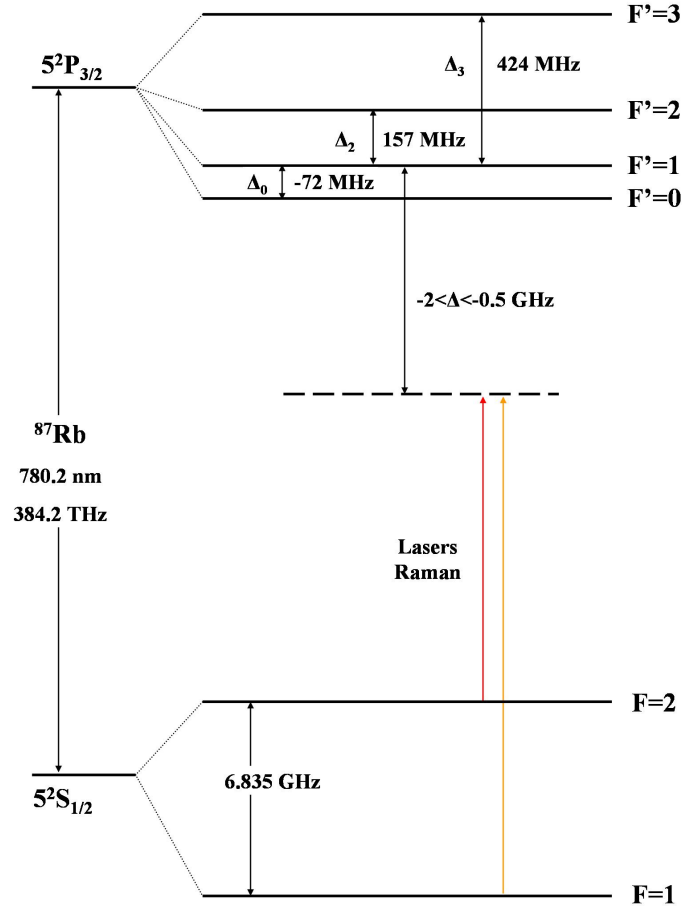 F’=3
5²P₃/₂
Δ₃ 424 MHz
F’=2
Δ₂ 157 MHz
F’=1
Δ₀ -72 MHz
F’=0
-2<Δ<-0.5 GHz
⁸⁷Rb
780.2 nm
384.2 THz
Lasers
Raman
F=2
6.835 GHz
5²S₁/₂
F=1